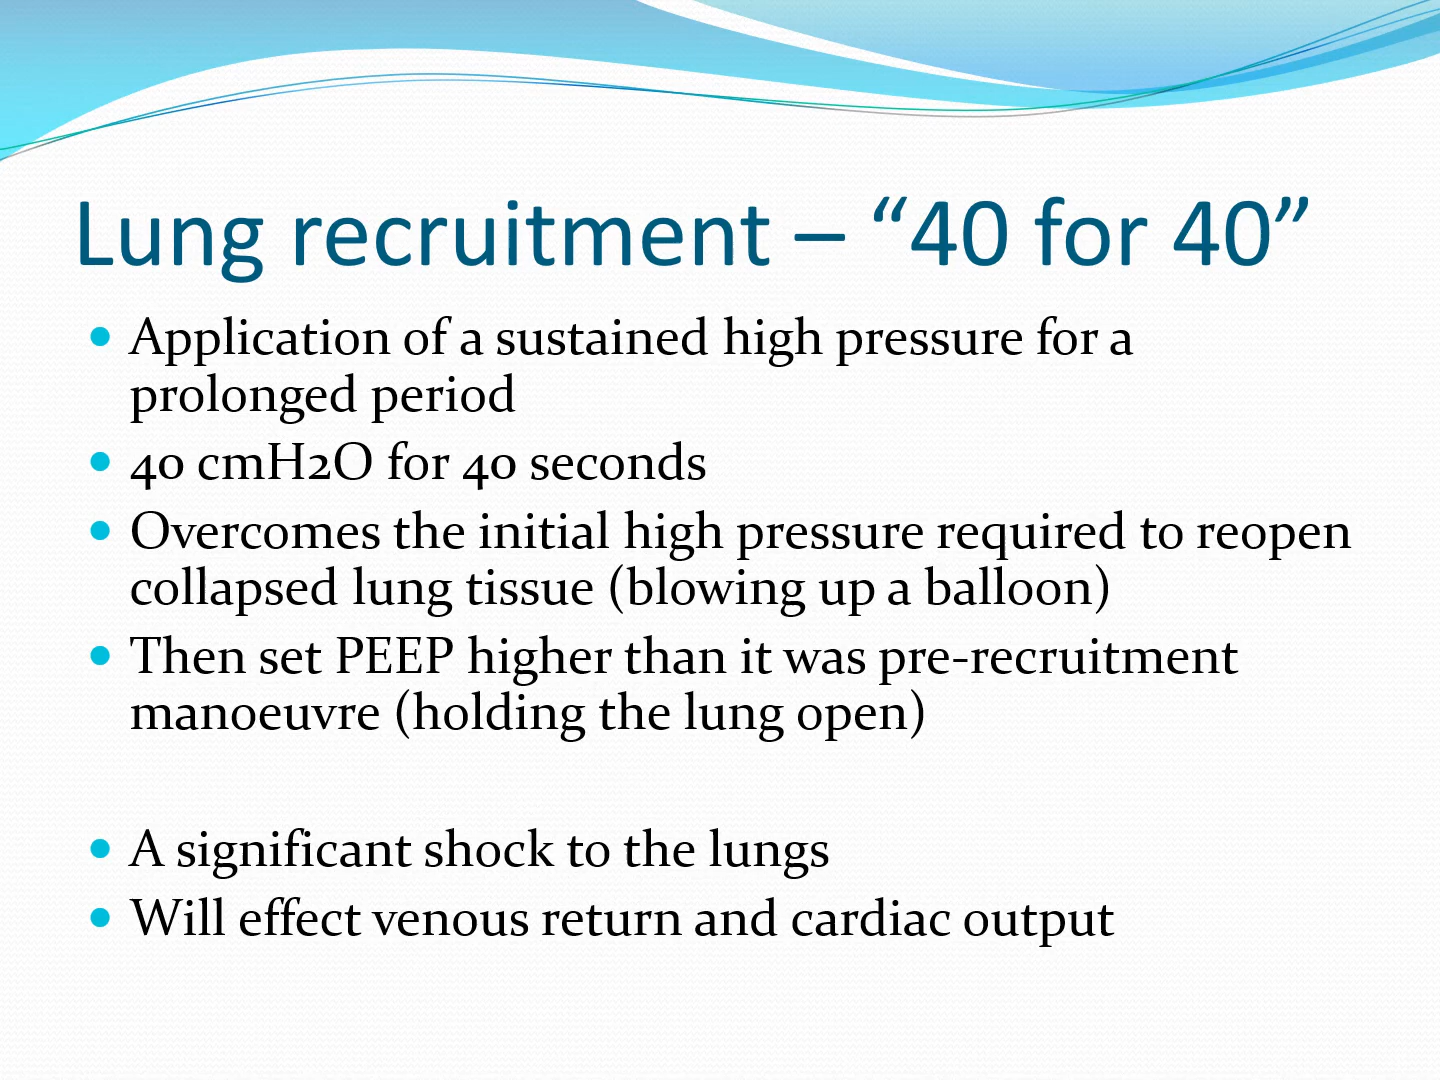 Lung recruitment – “40 for 40”
Application of a sustained high pressure for a
prolonged period
40 cmH2O for 40 seconds
Overcomes the initial high pressure required to reopen
collapsed lung tissue (blowing up a balloon)
Then set PEEP higher than it was pre-recruitment
manoeuvre (holding the lung open)
A significant shock to the lungs
Will effect venous return and cardiac output